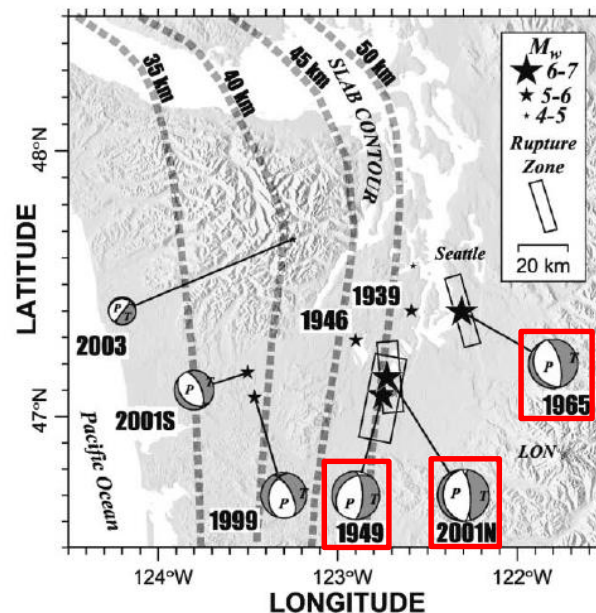 35 km
40 km
45 km
50 km
SLAB CONTOUR
Mw
6-7
5-6
4-5
Rupture
Zone
20 km
48°N
LATITUDE
Seattle
1939
1946
P
T
2003
P
T
2001S
47°N
P
T
1965
LON
Pacific Ocean
P
T
1999
P
T
1949
P
T
2001N
124°W
123°W
122°W
LONGITUDE